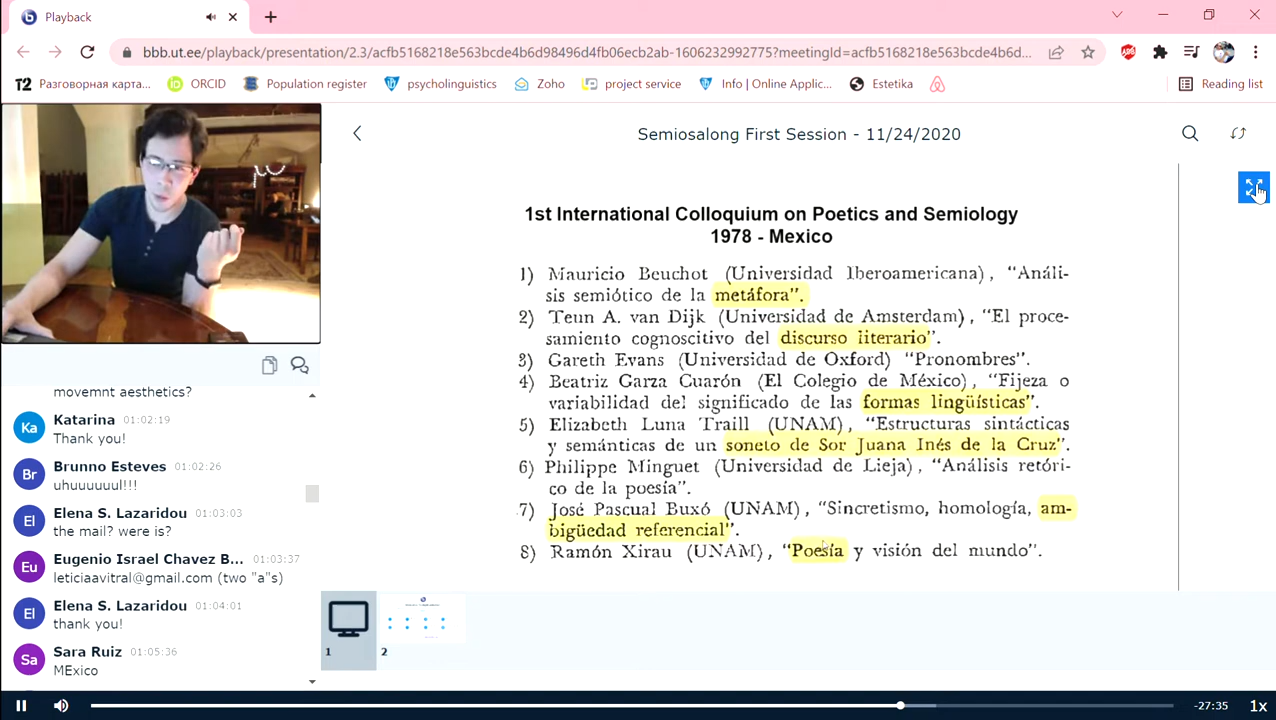 Playback
bbb.ut.ee/playback/presentation/2.3/acfb5168218e563bcde4b6d98496d4fb06ecb2ab-1606232992775?meetingId=acfb5168218e563bcde4b6d...
T2 Разговорная карта... ORCID Population register psycholinguistics Zoho project service Info | Online Applic... Estetika Reading list
Semiosalong First Session - 11/24/2020
1st International Colloquium on Poetics and Semiology
1978 - Mexico
1) Mauricio Beuchot (Universidad Iberoamericana), “Análi-
sis semiótico de la metáfora”.
2) Teun A. van Dijk (Universidad de Amsterdam), “El proce-
samiento cognoscitivo del discurso literario”.
3) Gareth Evans (Universidad de Oxford) “Pronombres”.
4) Beatriz Garza Cuarón (El Colegio de México), “Fijeza o
variabilidad del significado de las formas lingüísticas”.
5) Elizabeth Luna Traill (UNAM), “Estructuras sintácticas
y semánticas de un soneto de Sor Juana Inés de la Cruz”.
6) Philippe Minguet (Universidad de Lieja), “Análisis retóri-
co de la poesía”.
7) José Pascual Buxó (UNAM), “Sincretismo, homología, am-
bigüedad referencial”.
8) Ramón Xirau (UNAM), “Poesía y visión del mundo”.
movemnt aesthetics?
Ka Katarina 01:02:19
Thank you!
Br Brunno Esteves 01:02:26
uhuuuuuul!!!
El Elena S. Lazaridou 01:03:03
the mail? were is?
Eu Eugenio Israel Chavez B... 01:03:37
leticiaavitral@gmail.com (two "a"s)
El Elena S. Lazaridou 01:04:01
thank you!
Sa Sara Ruiz 01:05:36
MExico
1 2
-27:35 1x